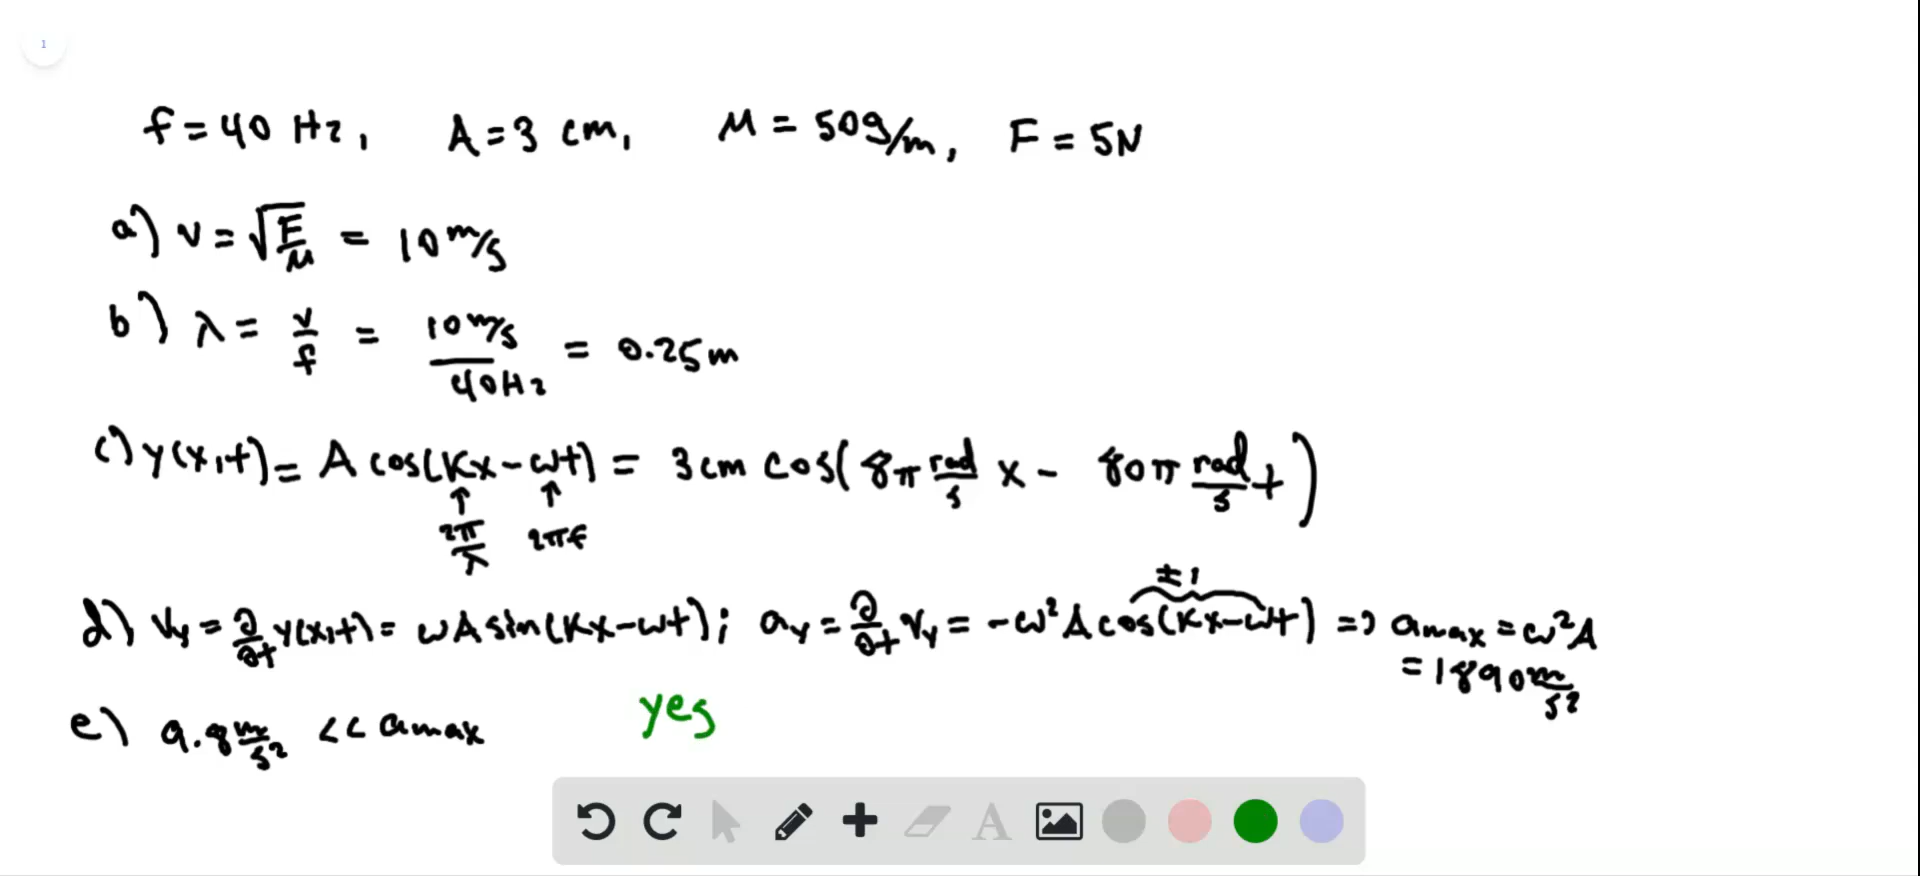 1
f = 40 Hz, A = 3 cm, μ = 50g/m, F = 5N
a) v = √(F/μ) = 10 m/s
b) λ = v/f = 10m/s / 40Hz = 0.25m
c) y(x,t) = A cos(kx - ωt) = 3cm cos(8π rad/s x - 80π rad/s t)
↑ ↑
2π/λ 2πf
±1
d) vy = ∂/∂t y(x,t) = ωA sin(kx - ωt); ay = ∂/∂t vy = -ω²A cos(kx - ωt) => amax = ω²A
= 1890 m/s²
e) 9.8 m/s² << amax yes
A